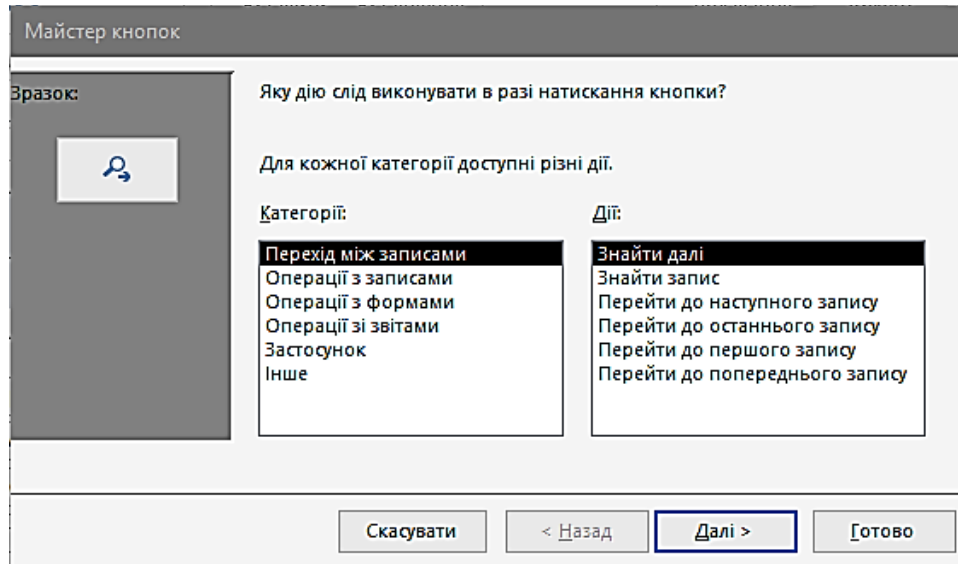 Майстер кнопок
Зразок:
Яку дію слід виконувати в разі натискання кнопки?
Для кожної категорії доступні різні дії.
Категорії:
Дії:
Перехід між записами
Операції з записами
Операції з формами
Операції зі звітами
Застосунок
Інше
Знайти далі
Знайти запис
Перейти до наступного запису
Перейти до останнього запису
Перейти до першого запису
Перейти до попереднього запису
Скасувати
< Назад
Далі >
Готово